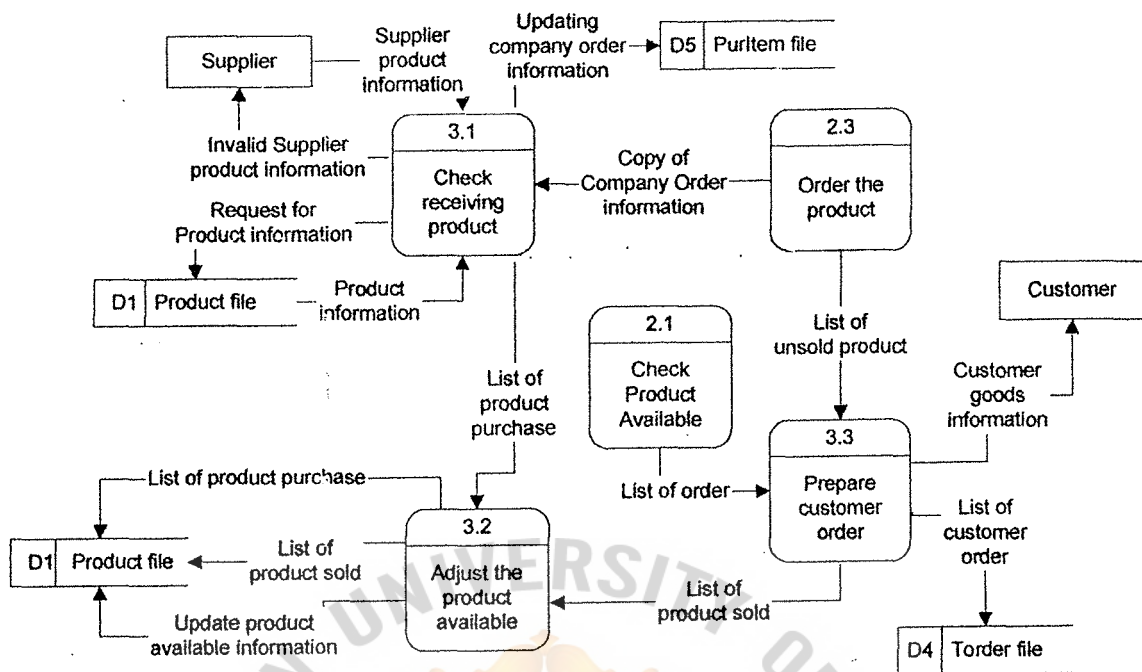 Supplier
Supplier
product
information
Updating
company order
information
D5 PurItem file
Invalid Supplier
product information
3.1
Check
receiving
product
Copy of
Company Order
information
2.3
Order the
product
Request for
Product information
D1 Product file
Product
information
Customer
2.1
Check
Product
Available
List of
unsold product
List of
product
purchase
Customer
goods
information
List of product purchase
List of order
3.3
Prepare
customer
order
3.2
Adjust the
product
available
D1 Product file
List of
product sold
List of
customer
order
Update product
available information
List of
product sold
D4 Torder file
UNIVERSITY